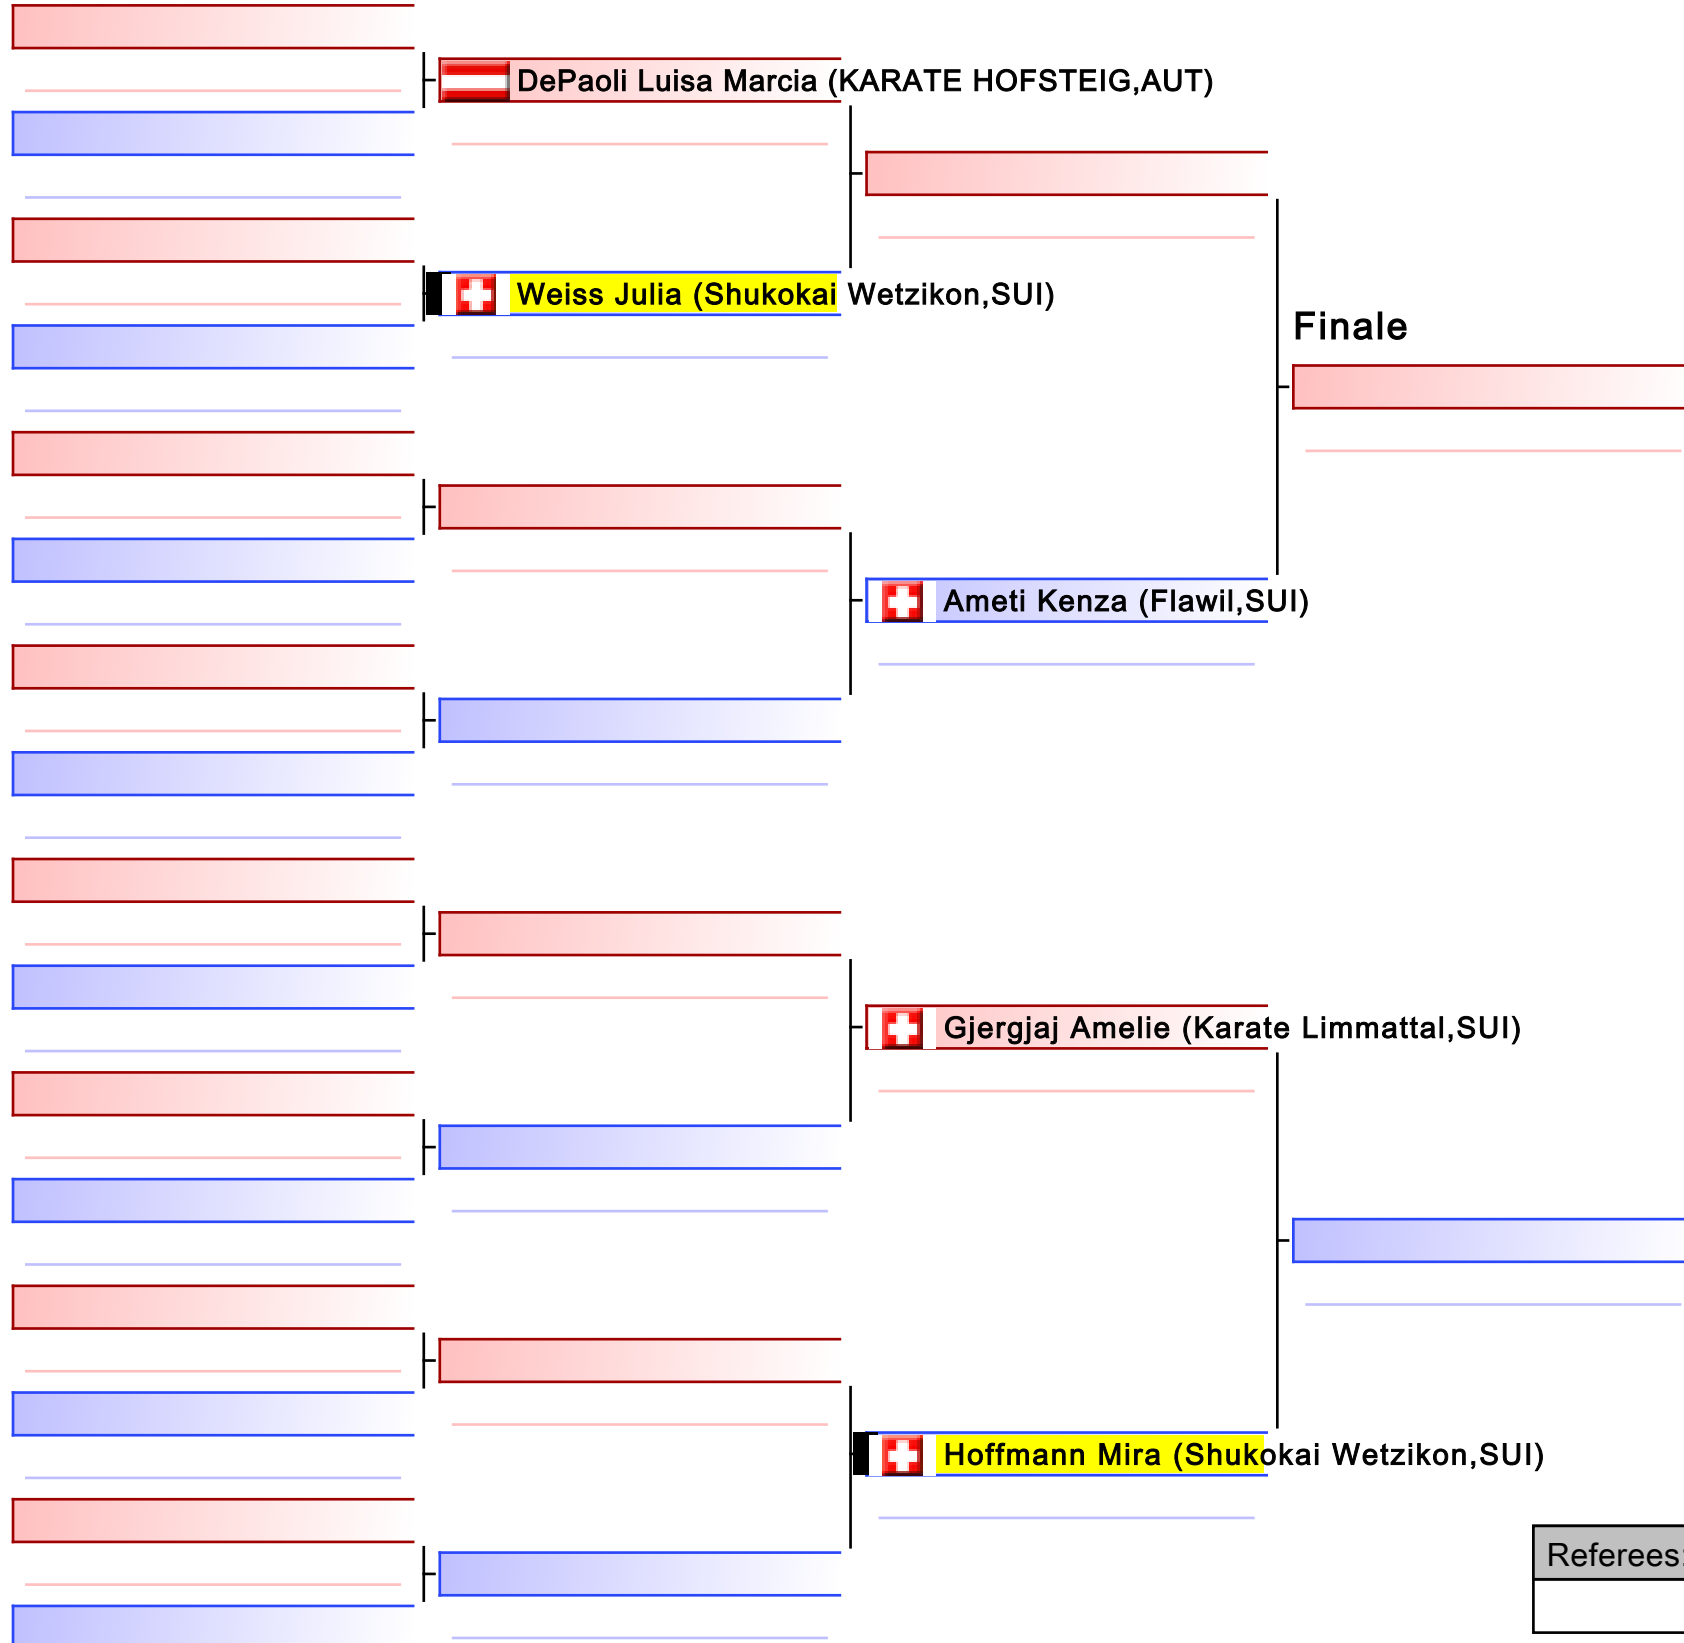 DePaoli Luisa Marcia (KARATE HOFSTEIG,AUT)
Weiss Julia (Shukokai Wetzikon,SUI)
Finale
Ameti Kenza (Flawil,SUI)
Gjergjaj Amelie (Karate Limmattal,SUI)
Hoffmann Mira (Shukokai Wetzikon,SUI)
Referees: